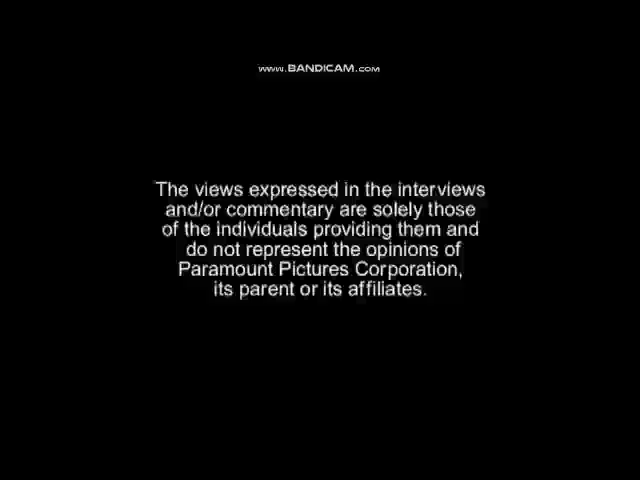 www.BANDICAM.com
The views expressed in the interviews
and/or commentary are solely those
of the individuals providing them and
do not represent the opinions of
Paramount Pictures Corporation,
its parent or its affiliates.